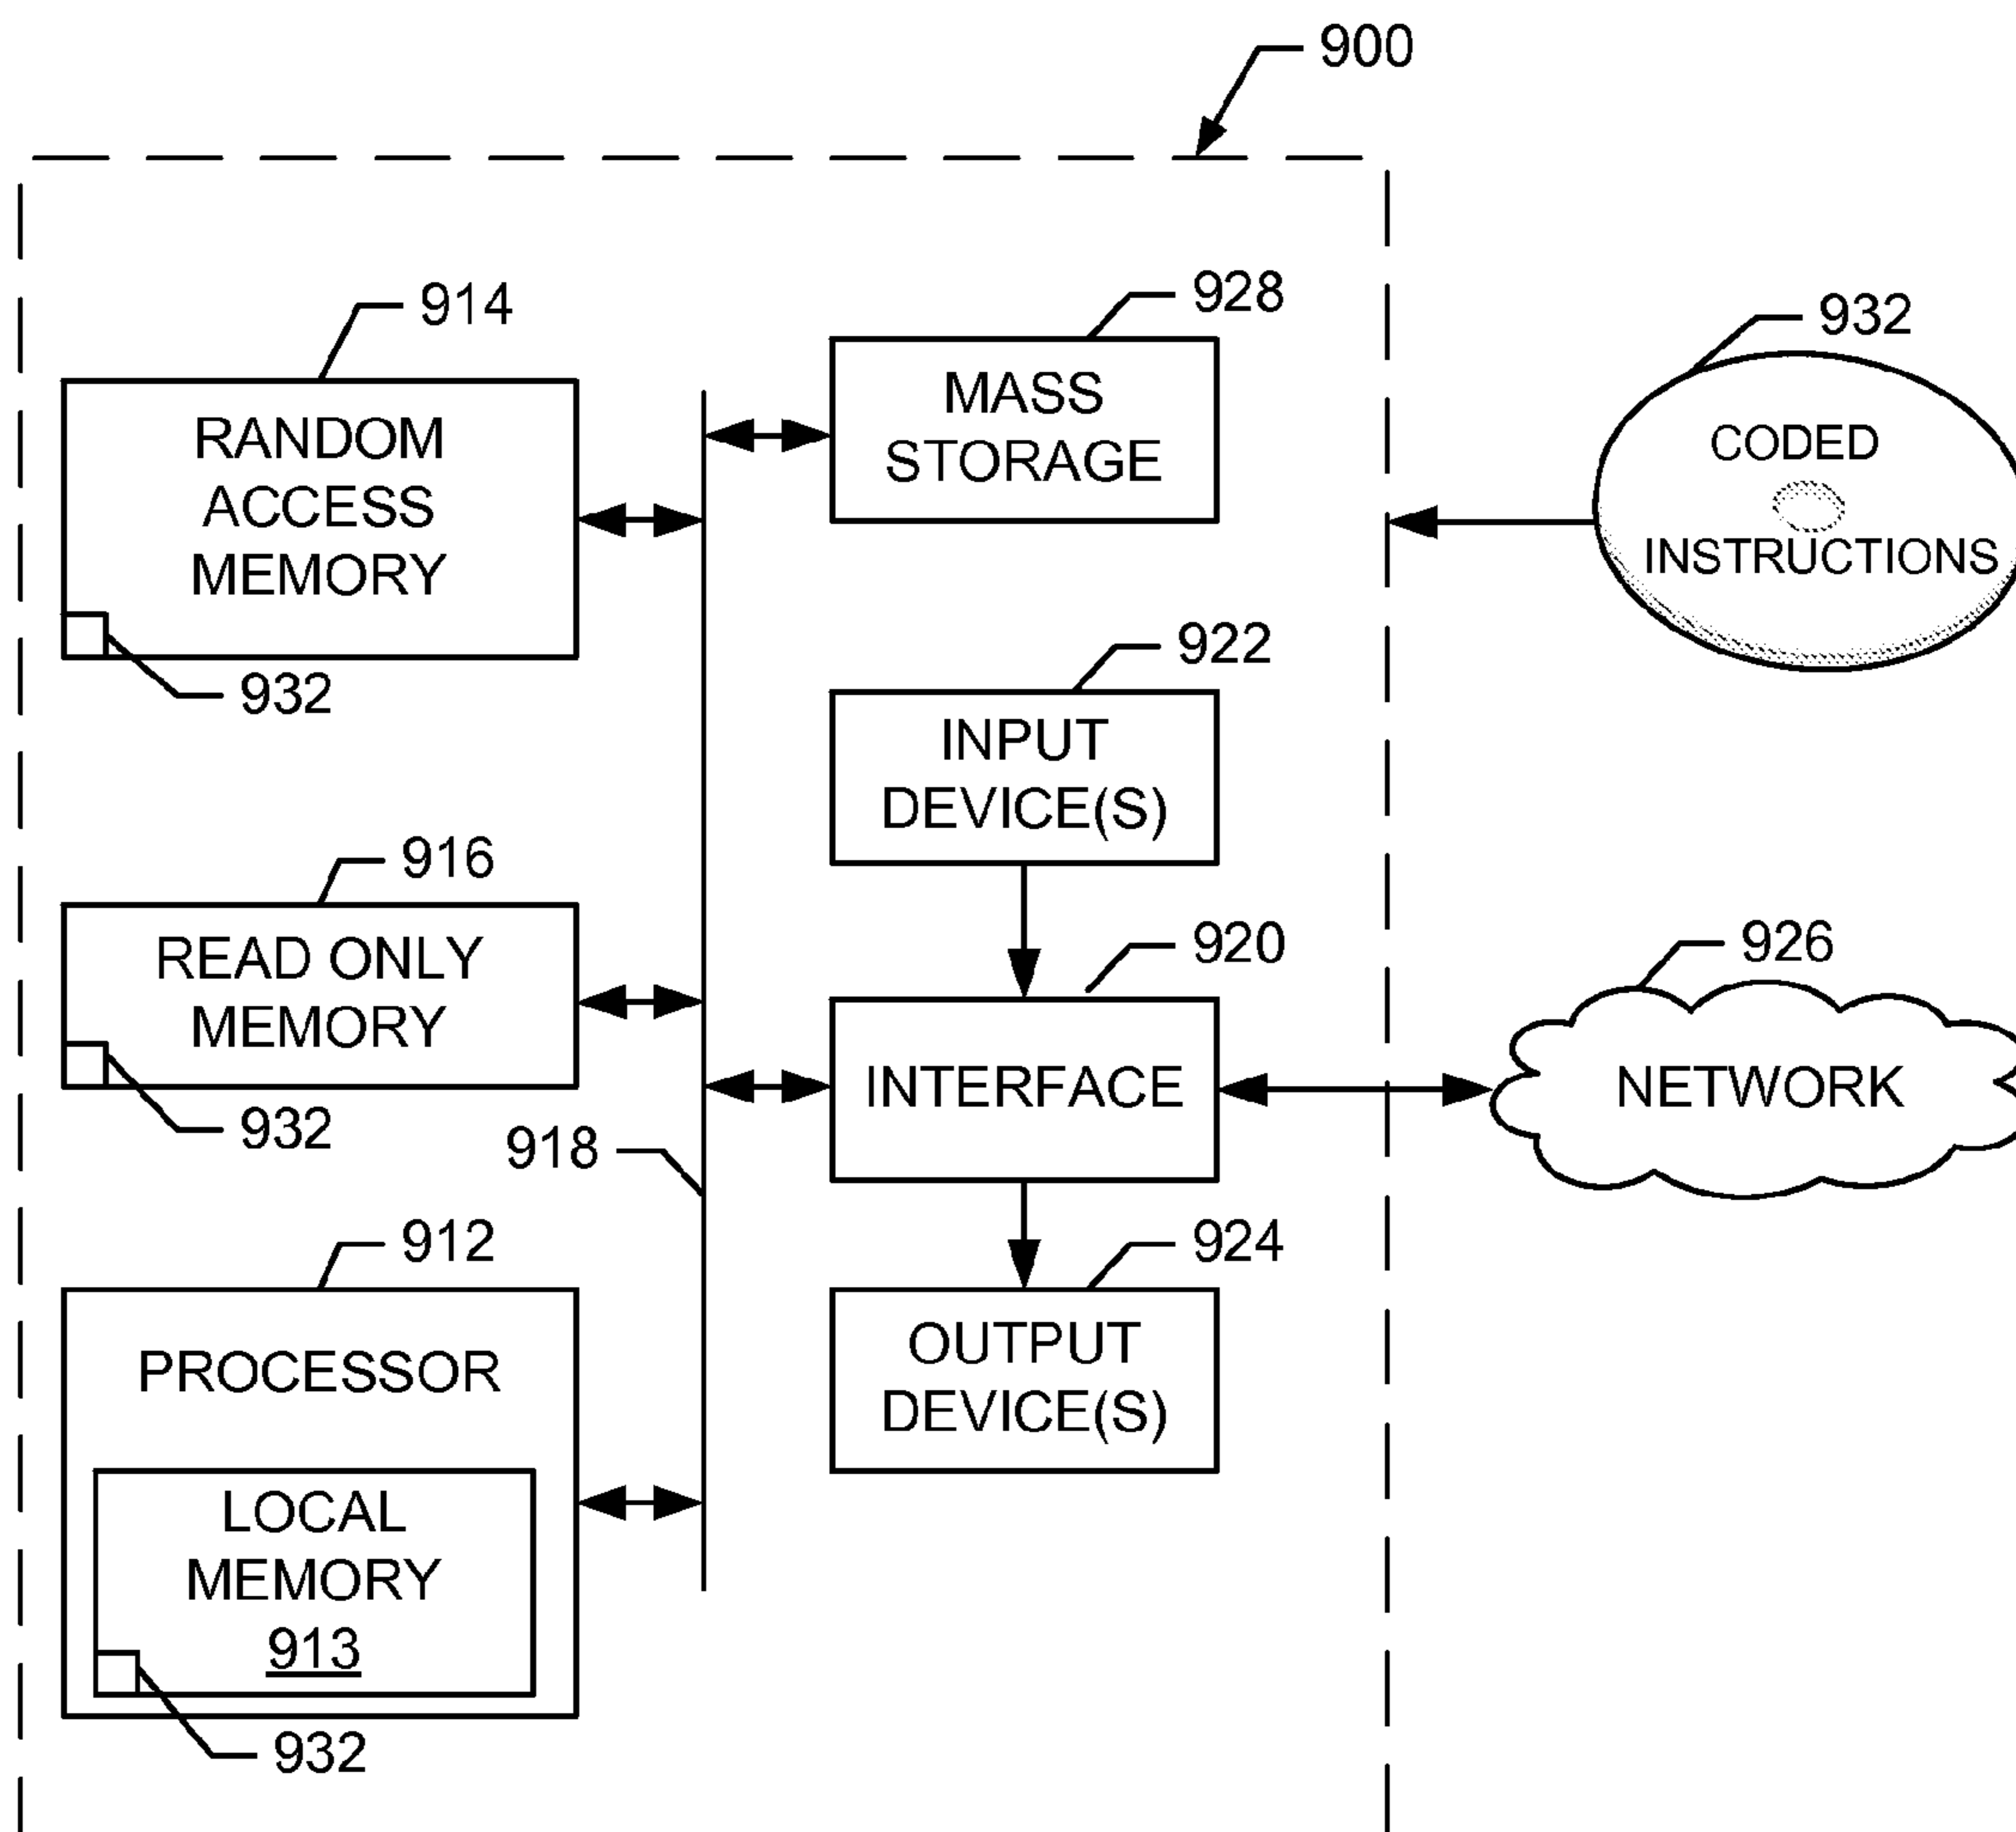 900
914
RANDOM
ACCESS
MEMORY
932
928
MASS
STORAGE
932
CODED
INSTRUCTIONS
922
INPUT
DEVICE(S)
916
READ ONLY
MEMORY
932
918
920
INTERFACE
926
NETWORK
912
PROCESSOR
LOCAL
MEMORY
913
932
924
OUTPUT
DEVICE(S)